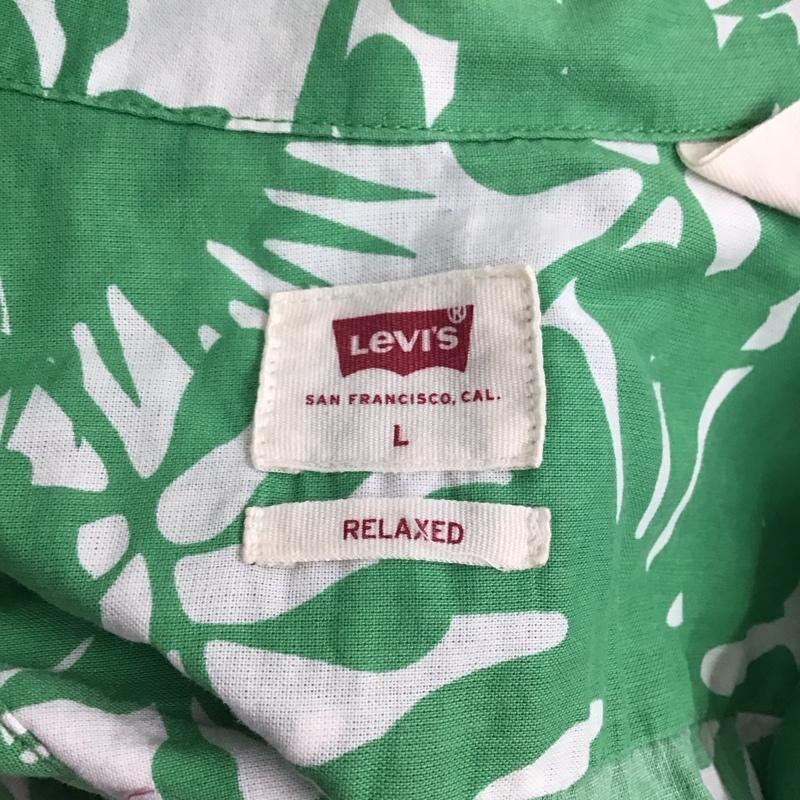 Levi's ®
SAN FRANCISCO, CAL.
L
RELAXED